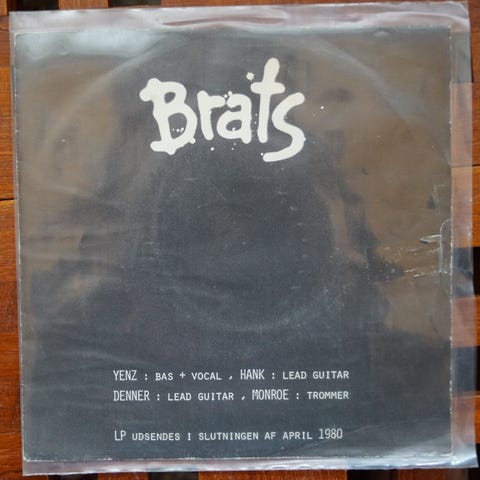 Brats
YENZ : BAS + VOCAL , HANK : LEAD GUITAR
DENNER : LEAD GUITAR , MONROE : TROMMER
LP UDSENDES I SLUTNINGEN AF APRIL 1980